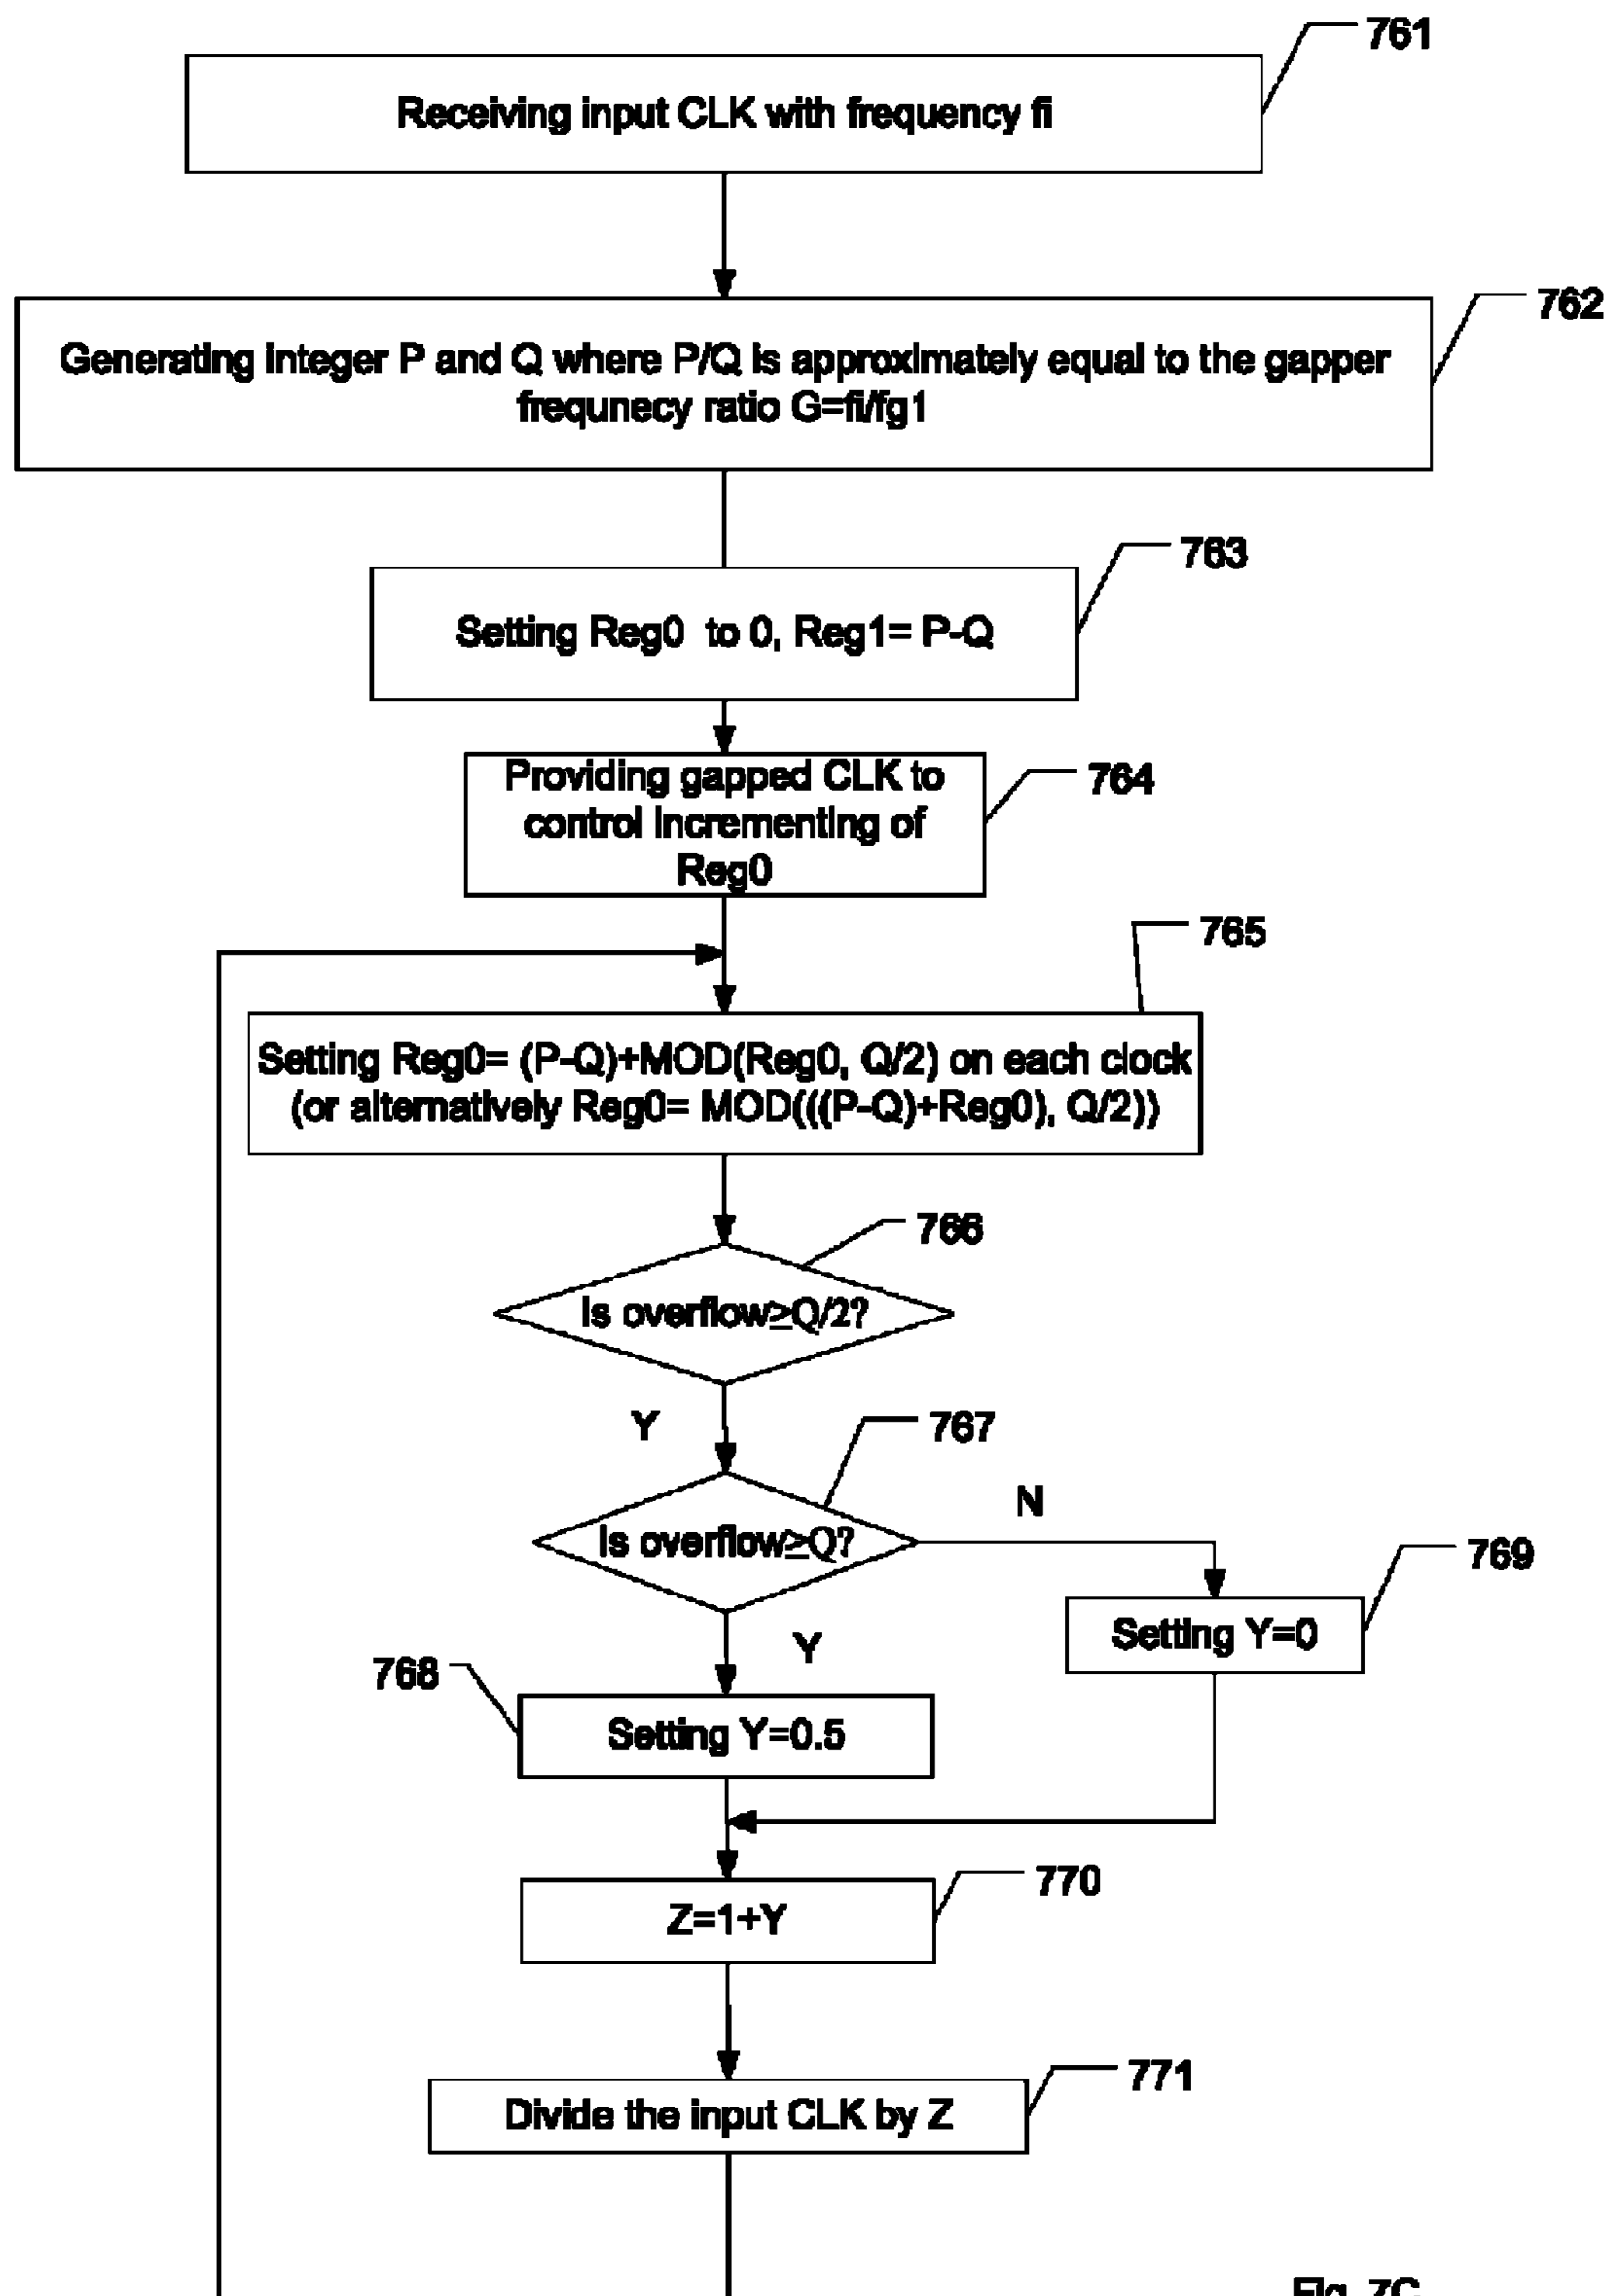 761
Receiving input CLK with frequency fi
762
Generating integer P and Q where P/Q is approximately equal to the gapper
frequnecy ratio G=fi/fg1
763
Setting Reg0 to 0, Reg1= P-Q
764
Providing gapped CLK to
control incrementing of
Reg0
765
Setting Reg0= (P-Q)+MOD(Reg0, Q/2) on each clock
(or alternatively Reg0= MOD(((P-Q)+Reg0), Q/2))
766
Is overflow≥Q/2?
Y
767
Is overflow≥Q?
N
769
Setting Y=0
Y
768
Setting Y=0.5
770
Z=1+Y
771
Divide the input CLK by Z
Fig. 7C